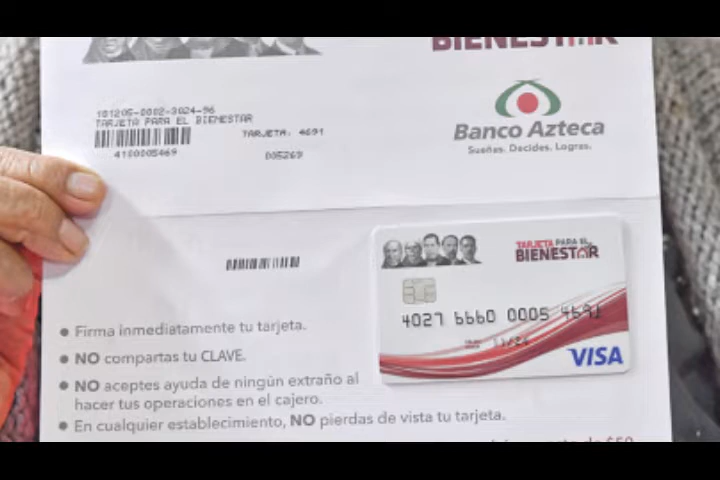 BIENESTAR
101205-0002-3024-96
TARJETA PARA EL BIENESTAR
TARJETA: 4691
4100005469
005269
Banco Azteca
Sueñas. Decides. Logras.
TARJETA PARA EL
BIENESTAR
4027 6660 0005 4691
VISA
Firma inmediatamente tu tarjeta.
NO compartas tu CLAVE.
NO aceptes ayuda de ningún extraño al
hacer tus operaciones en el cajero.
En cualquier establecimiento, NO pierdas de vista tu tarjeta.